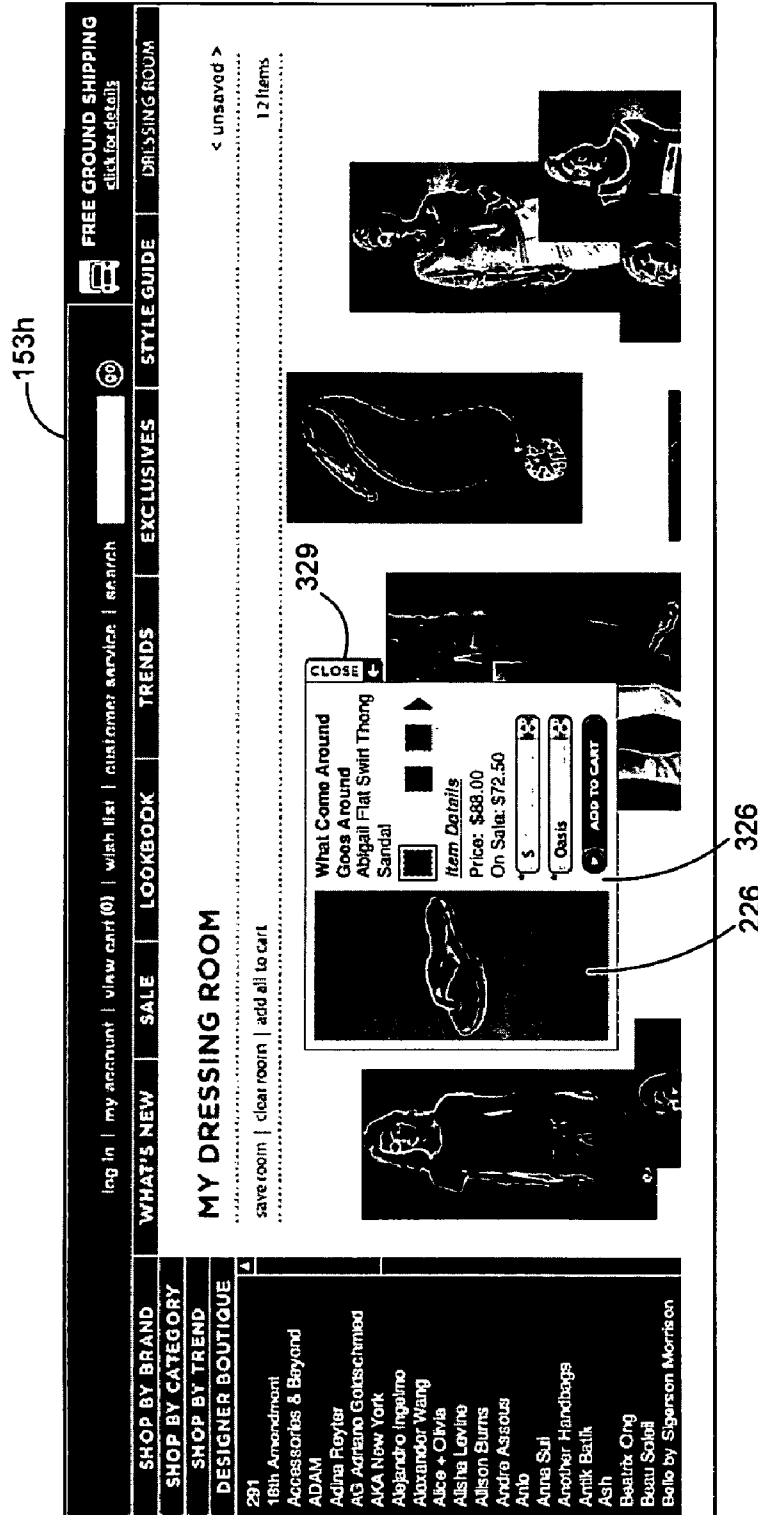 153h
log in | my account | view cart (0) | wish list | customer service | search
go
FREE GROUND SHIPPING
click for details
SHOP BY BRAND
WHAT'S NEW
SALE
LOOKBOOK
TRENDS
EXCLUSIVES
STYLE GUIDE
DRESSING ROOM
SHOP BY CATEGORY
SHOP BY TREND
DESIGNER BOUTIQUE
291
18th Amendment
Accessories & Beyond
ADAM
Adina Reyter
AG Adriano Goldschmied
AKA New York
Alejandro Ingelmo
Alexander Wang
Alice + Olivia
Alisha Levine
Allison Burns
Andre Assous
Anlo
Anna Sui
Another Handbags
Antik Batik
Ash
Beatrix Ong
Beau Soleil
Belle by Sigerson Morrison
MY DRESSING ROOM
< unsaved >
save room | clear room | add all to cart
12 Items
329
CLOSE
What Come Around
Goes Around
Abigail Flat Swirl Thong
Sandal
Item Details
Price: $88.00
On Sale: $72.50
* S
* Oasis
ADD TO CART
226
326